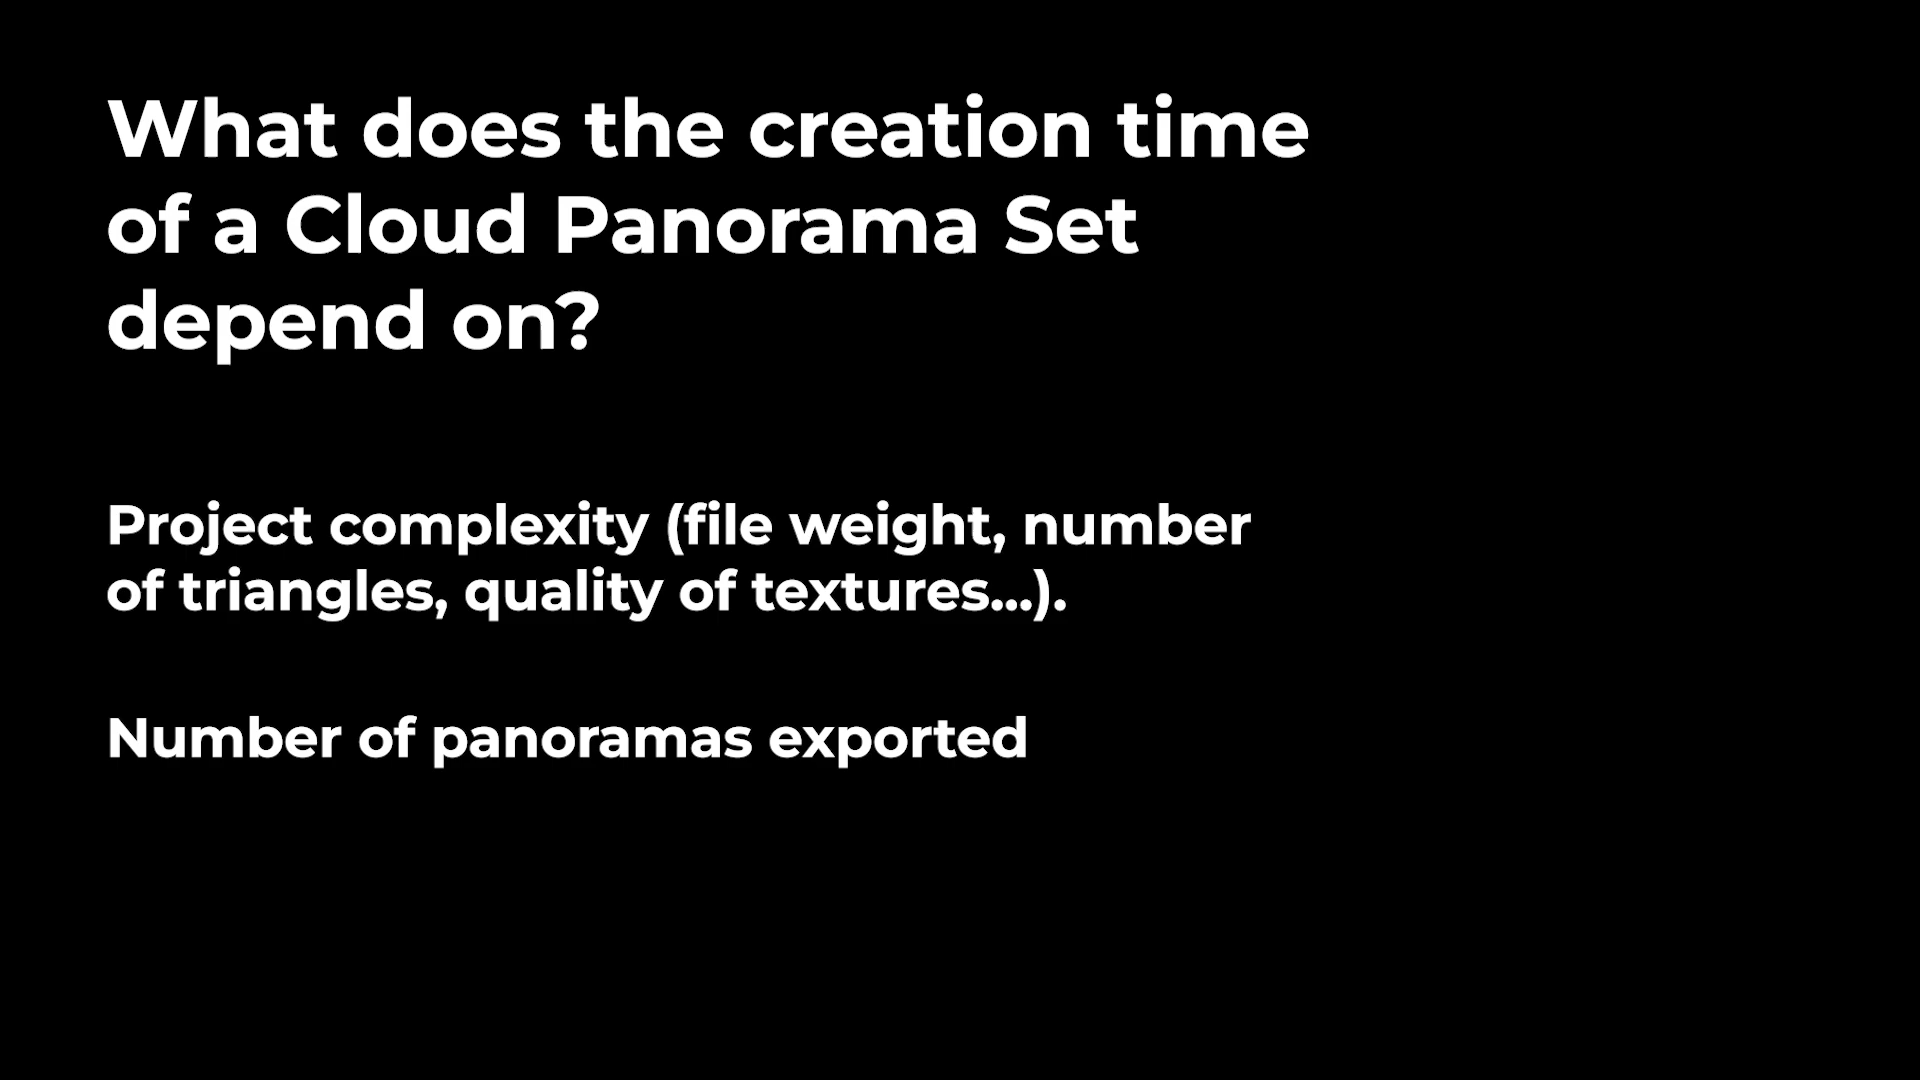 What does the creation time
of a Cloud Panorama Set
depend on?
Project complexity (file weight, number
of triangles, quality of textures...).
Number of panoramas exported